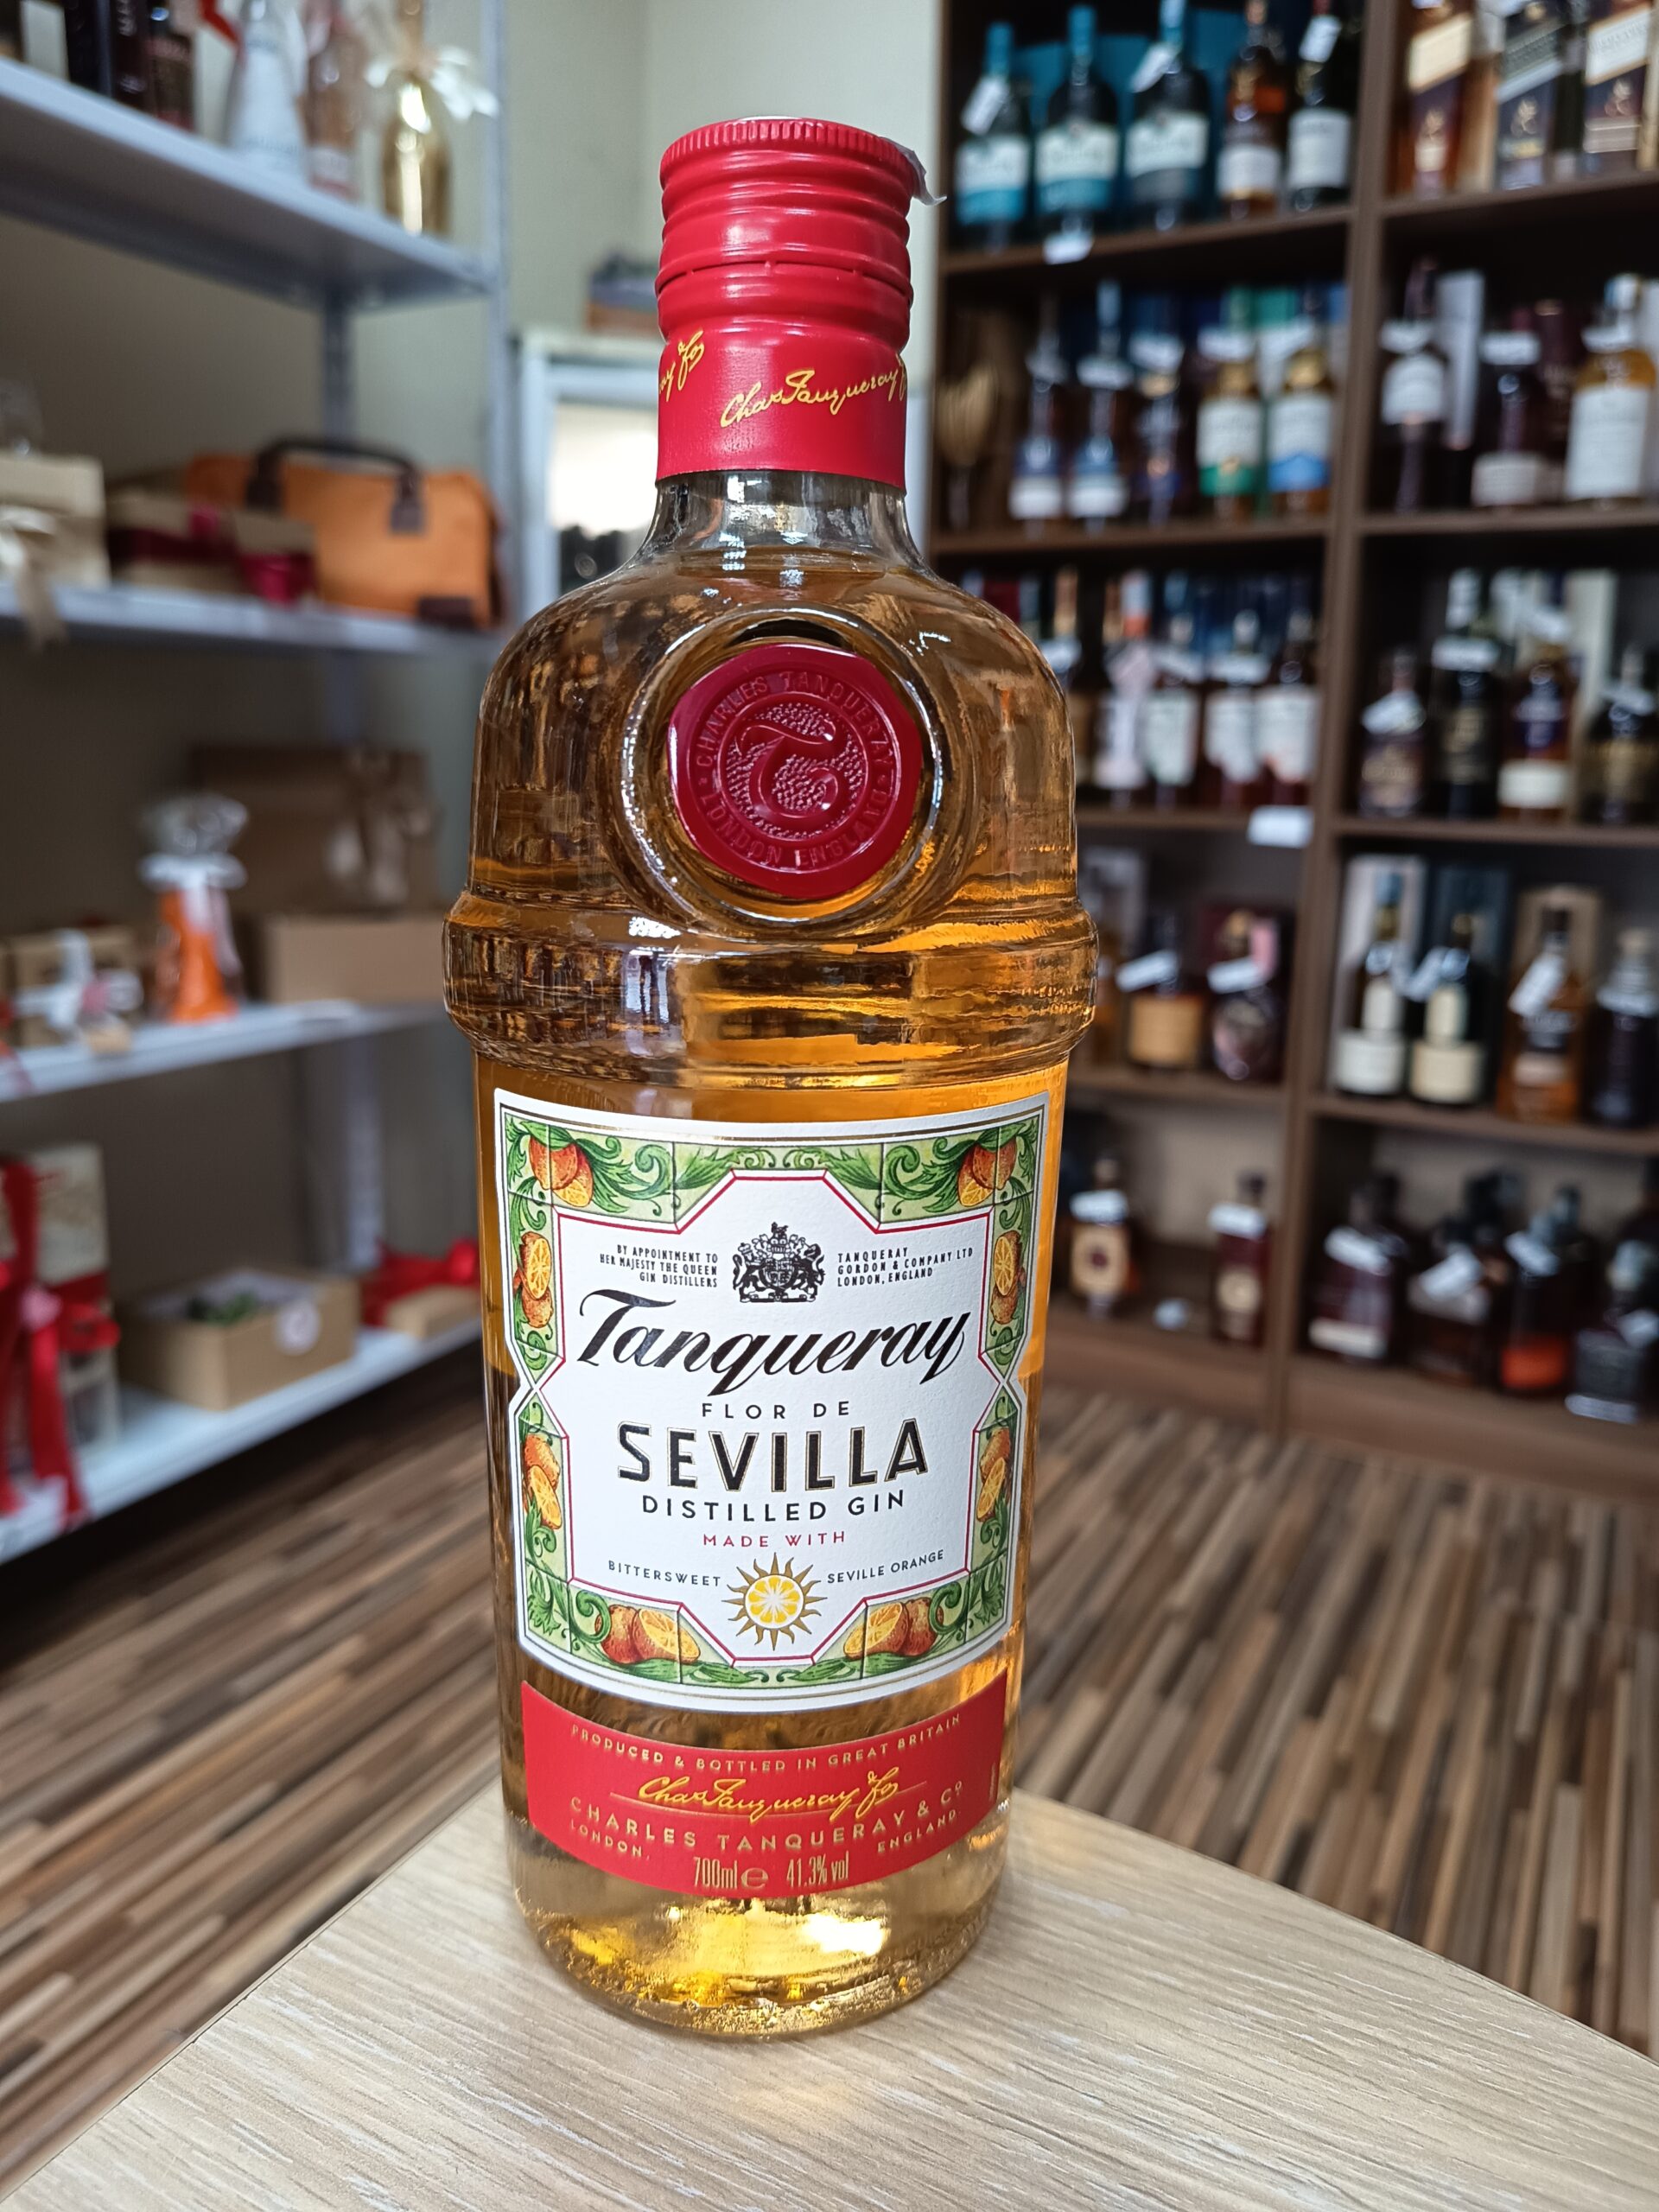 Chas Tanqueray
CHARLES TANQUERAY
LONDON ENGLAND
BY APPOINTMENT TO
HER MAJESTY THE QUEEN
GIN DISTILLERS
TANQUERAY
GORDON & COMPANY LTD
LONDON, ENGLAND
Tanqueray
FLOR DE
SEVILLA
DISTILLED GIN
MADE WITH
BITTERSWEET SEVILLE ORANGE
PRODUCED & BOTTLED IN GREAT BRITAIN
Chas Tanqueray & Co
CHARLES TANQUERAY & Cº
LONDON, ENGLAND
700ml e 41.3% vol